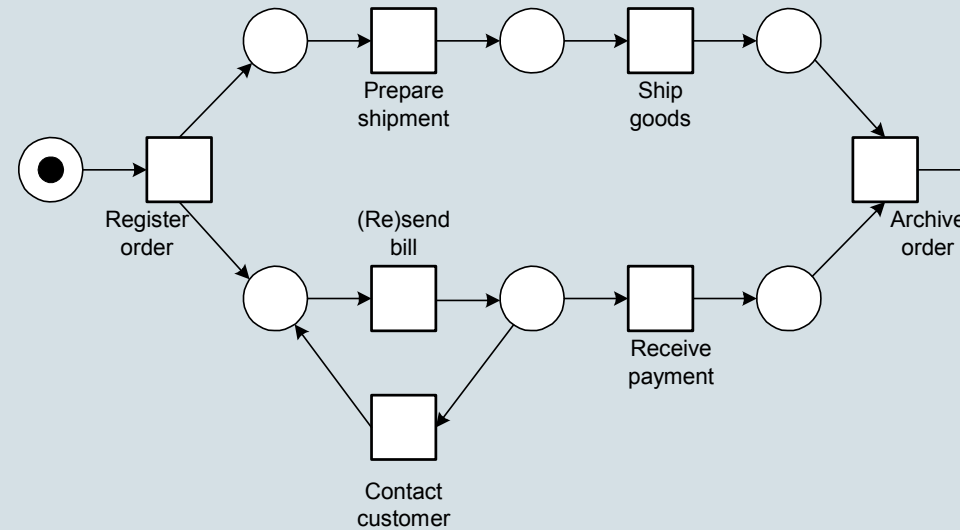 Prepare
shipment
Ship
goods
Register
order
(Re)send
bill
Archive
order
Receive
payment
Contact
customer